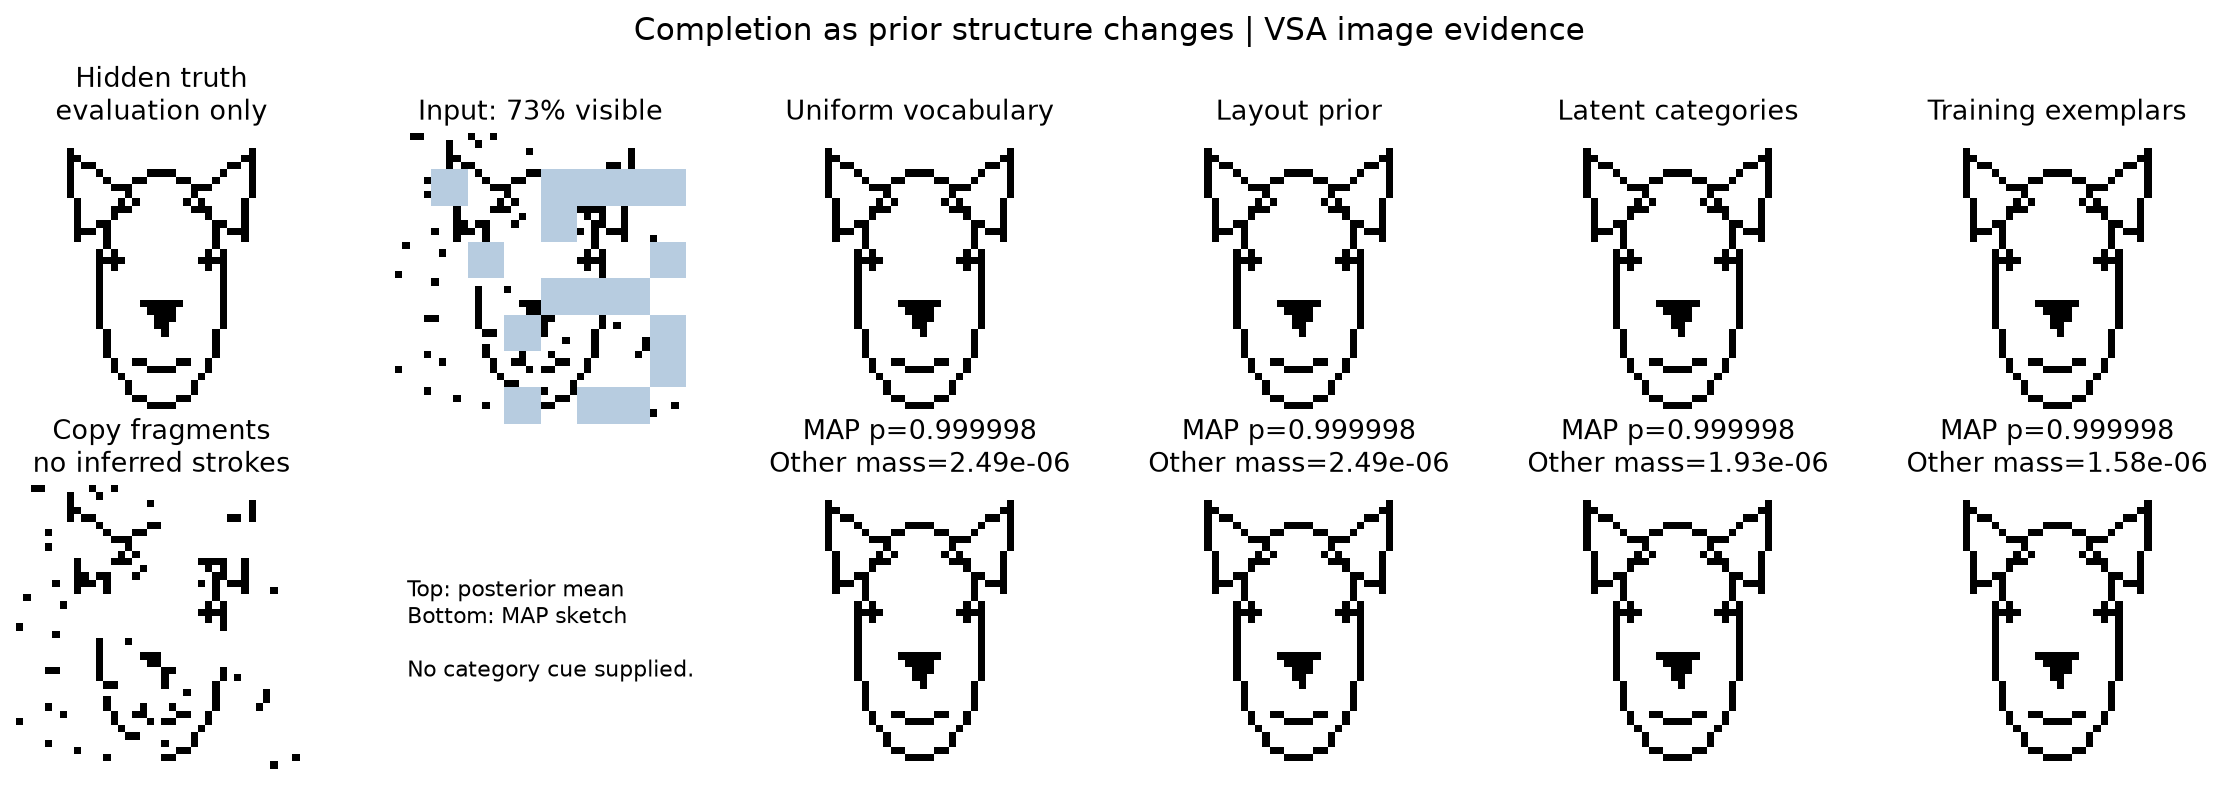 Completion as prior structure changes | VSA image evidence
Hidden truth
evaluation only
Input: 73% visible
Uniform vocabulary
Layout prior
Latent categories
Training exemplars
Copy fragments
no inferred strokes
Top: posterior mean
Bottom: MAP sketch
No category cue supplied.
MAP p=0.999998
Other mass=2.49e-06
MAP p=0.999998
Other mass=2.49e-06
MAP p=0.999998
Other mass=1.93e-06
MAP p=0.999998
Other mass=1.58e-06